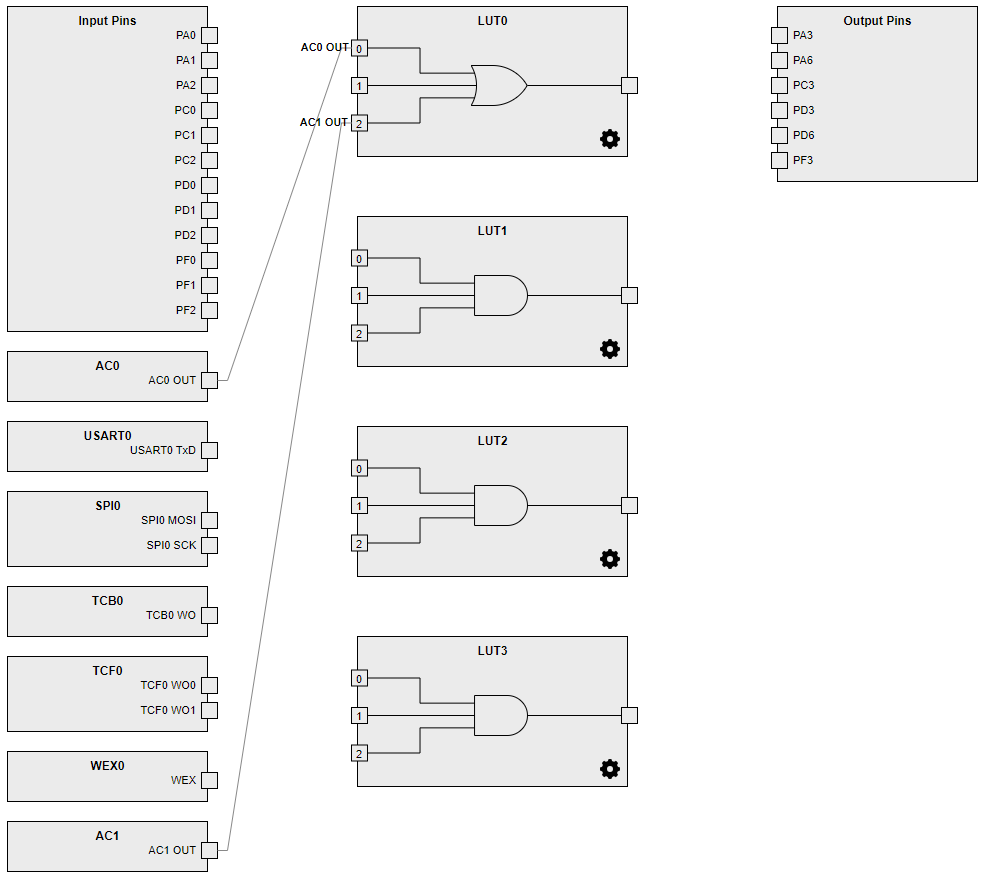 Input Pins
PA0
PA1
PA2
PC0
PC1
PC2
PD0
PD1
PD2
PF0
PF1
PF2
AC0
AC0 OUT
USART0
USART0 TxD
SPI0
SPI0 MOSI
SPI0 SCK
TCB0
TCB0 WO
TCF0
TCF0 WO0
TCF0 WO1
WEX0
WEX
AC1
AC1 OUT
LUT0
AC0 OUT 0
1
AC1 OUT 2
LUT1
0
1
2
LUT2
0
1
2
LUT3
0
1
2
Output Pins
PA3
PA6
PC3
PD3
PD6
PF3